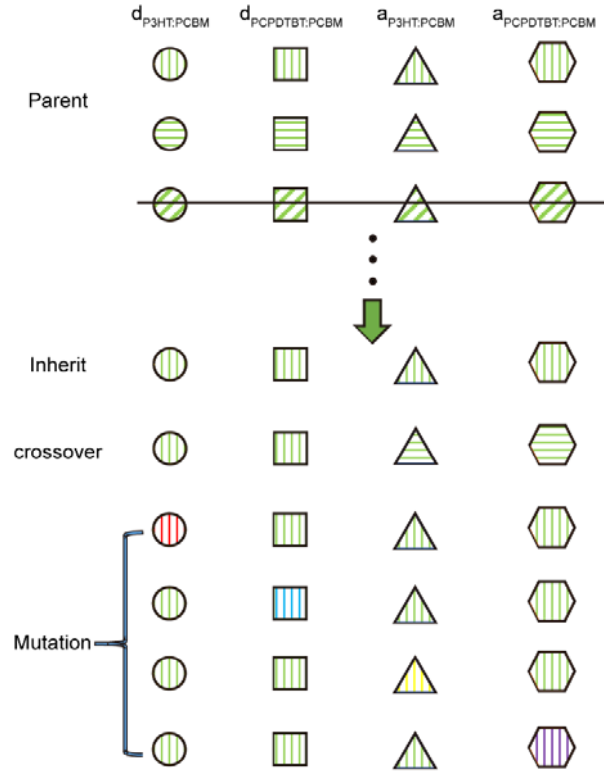 dP3HT:PCBM dPCPDTBT:PCBM aP3HT:PCBM aPCPDTBT:PCBM
Parent
Inherit
crossover
Mutation